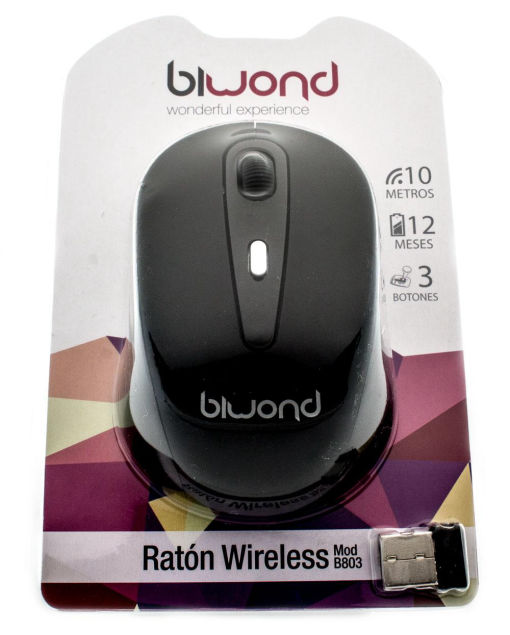 biwond
wonderful experience
10
METROS
12
MESES
3
BOTONES
biwond
Ratón Wireless Mod B803